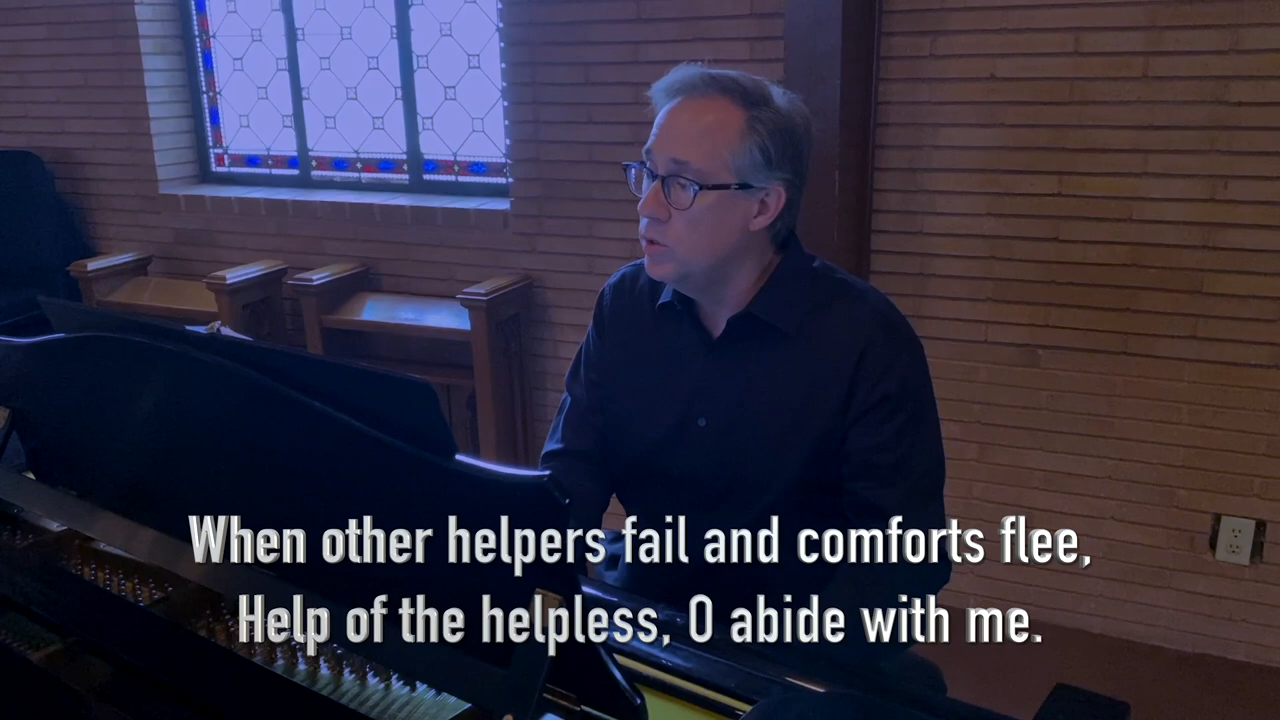 When other helpers fail and comforts flee,
Help of the helpless, O abide with me.